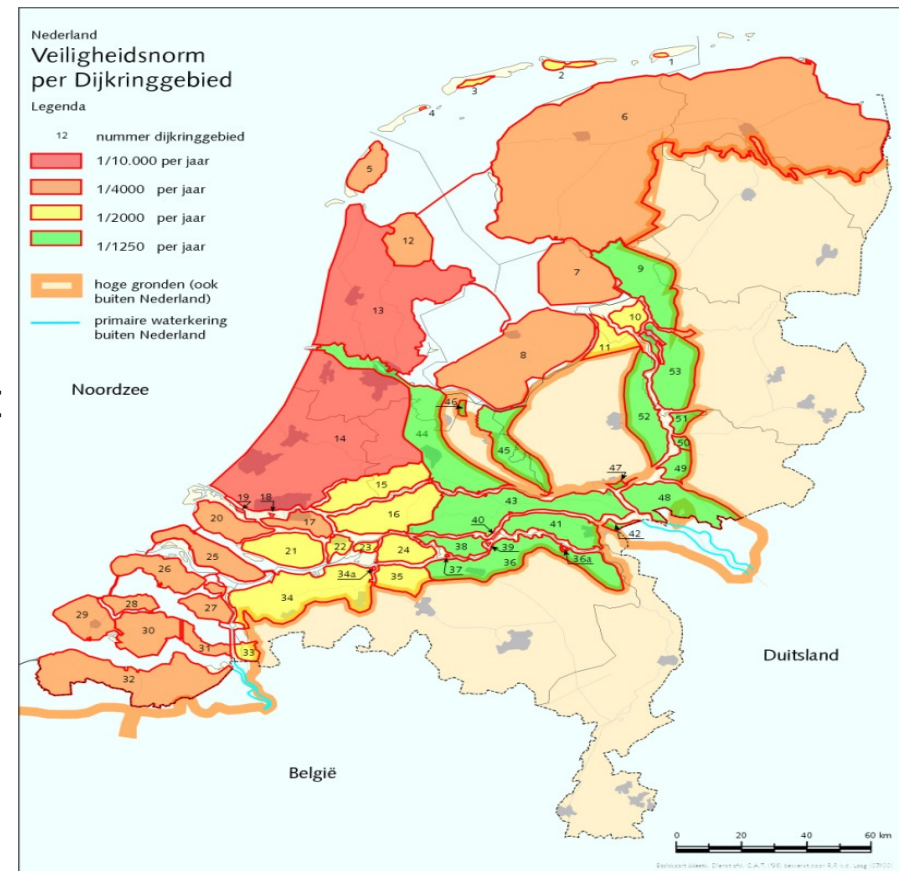 Nederland
Veiligheidsnorm
per Dijkringgebied
Legenda
12 nummer dijkringgebied
1/10.000 per jaar
1/4000 per jaar
1/2000 per jaar
1/1250 per jaar
hoge gronden (ook
buiten Nederland)
primaire waterkering
buiten Nederland
1
2
3
4
6
5
12
7
9
13
10
11
8
53
Noordzee
46
52
51
14
44
45
50
47
49
15
48
19 18
43
16
20
17
40
41
42
21
22 23 24
38
39
25
36
36a
37
26
34a
35
34
28
27
29
30
31
33
32
Duitsland
België
0 20 40 60 km